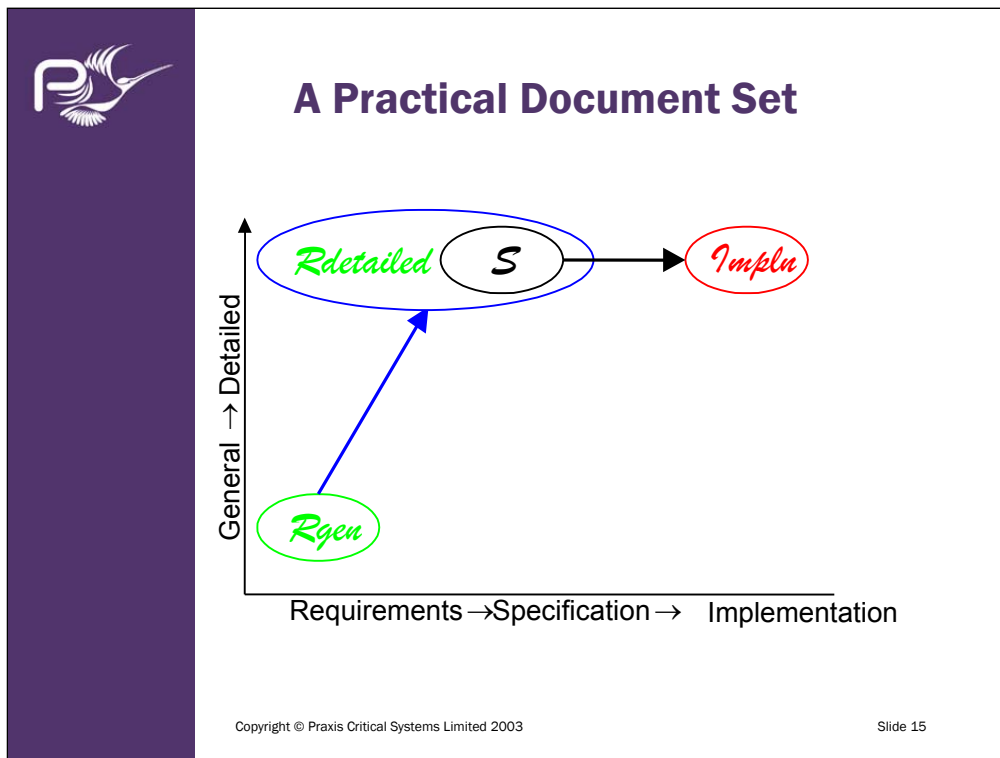 P
A Practical Document Set
Rdetailed S Impln
General → Detailed
Rgen
Requirements →Specification → Implementation
Copyright © Praxis Critical Systems Limited 2003 Slide 15